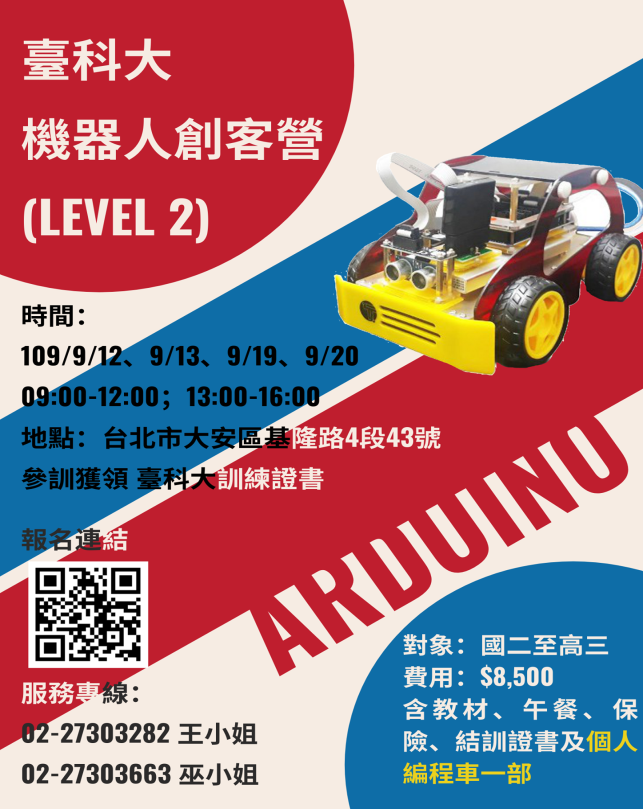 臺科大
機器人創客營
(LEVEL 2)
時間：
109/9/12、9/13、9/19、9/20
09:00-12:00；13:00-16:00
地點：台北市大安區基隆路4段43號
參訓獲領 臺科大訓練證書
ARDUINO
報名連結
服務專線：
02-27303282 王小姐
02-27303663 巫小姐
對象：國二至高三
費用：$8,500
含教材、午餐、保
險、結訓證書及個人
編程車一部